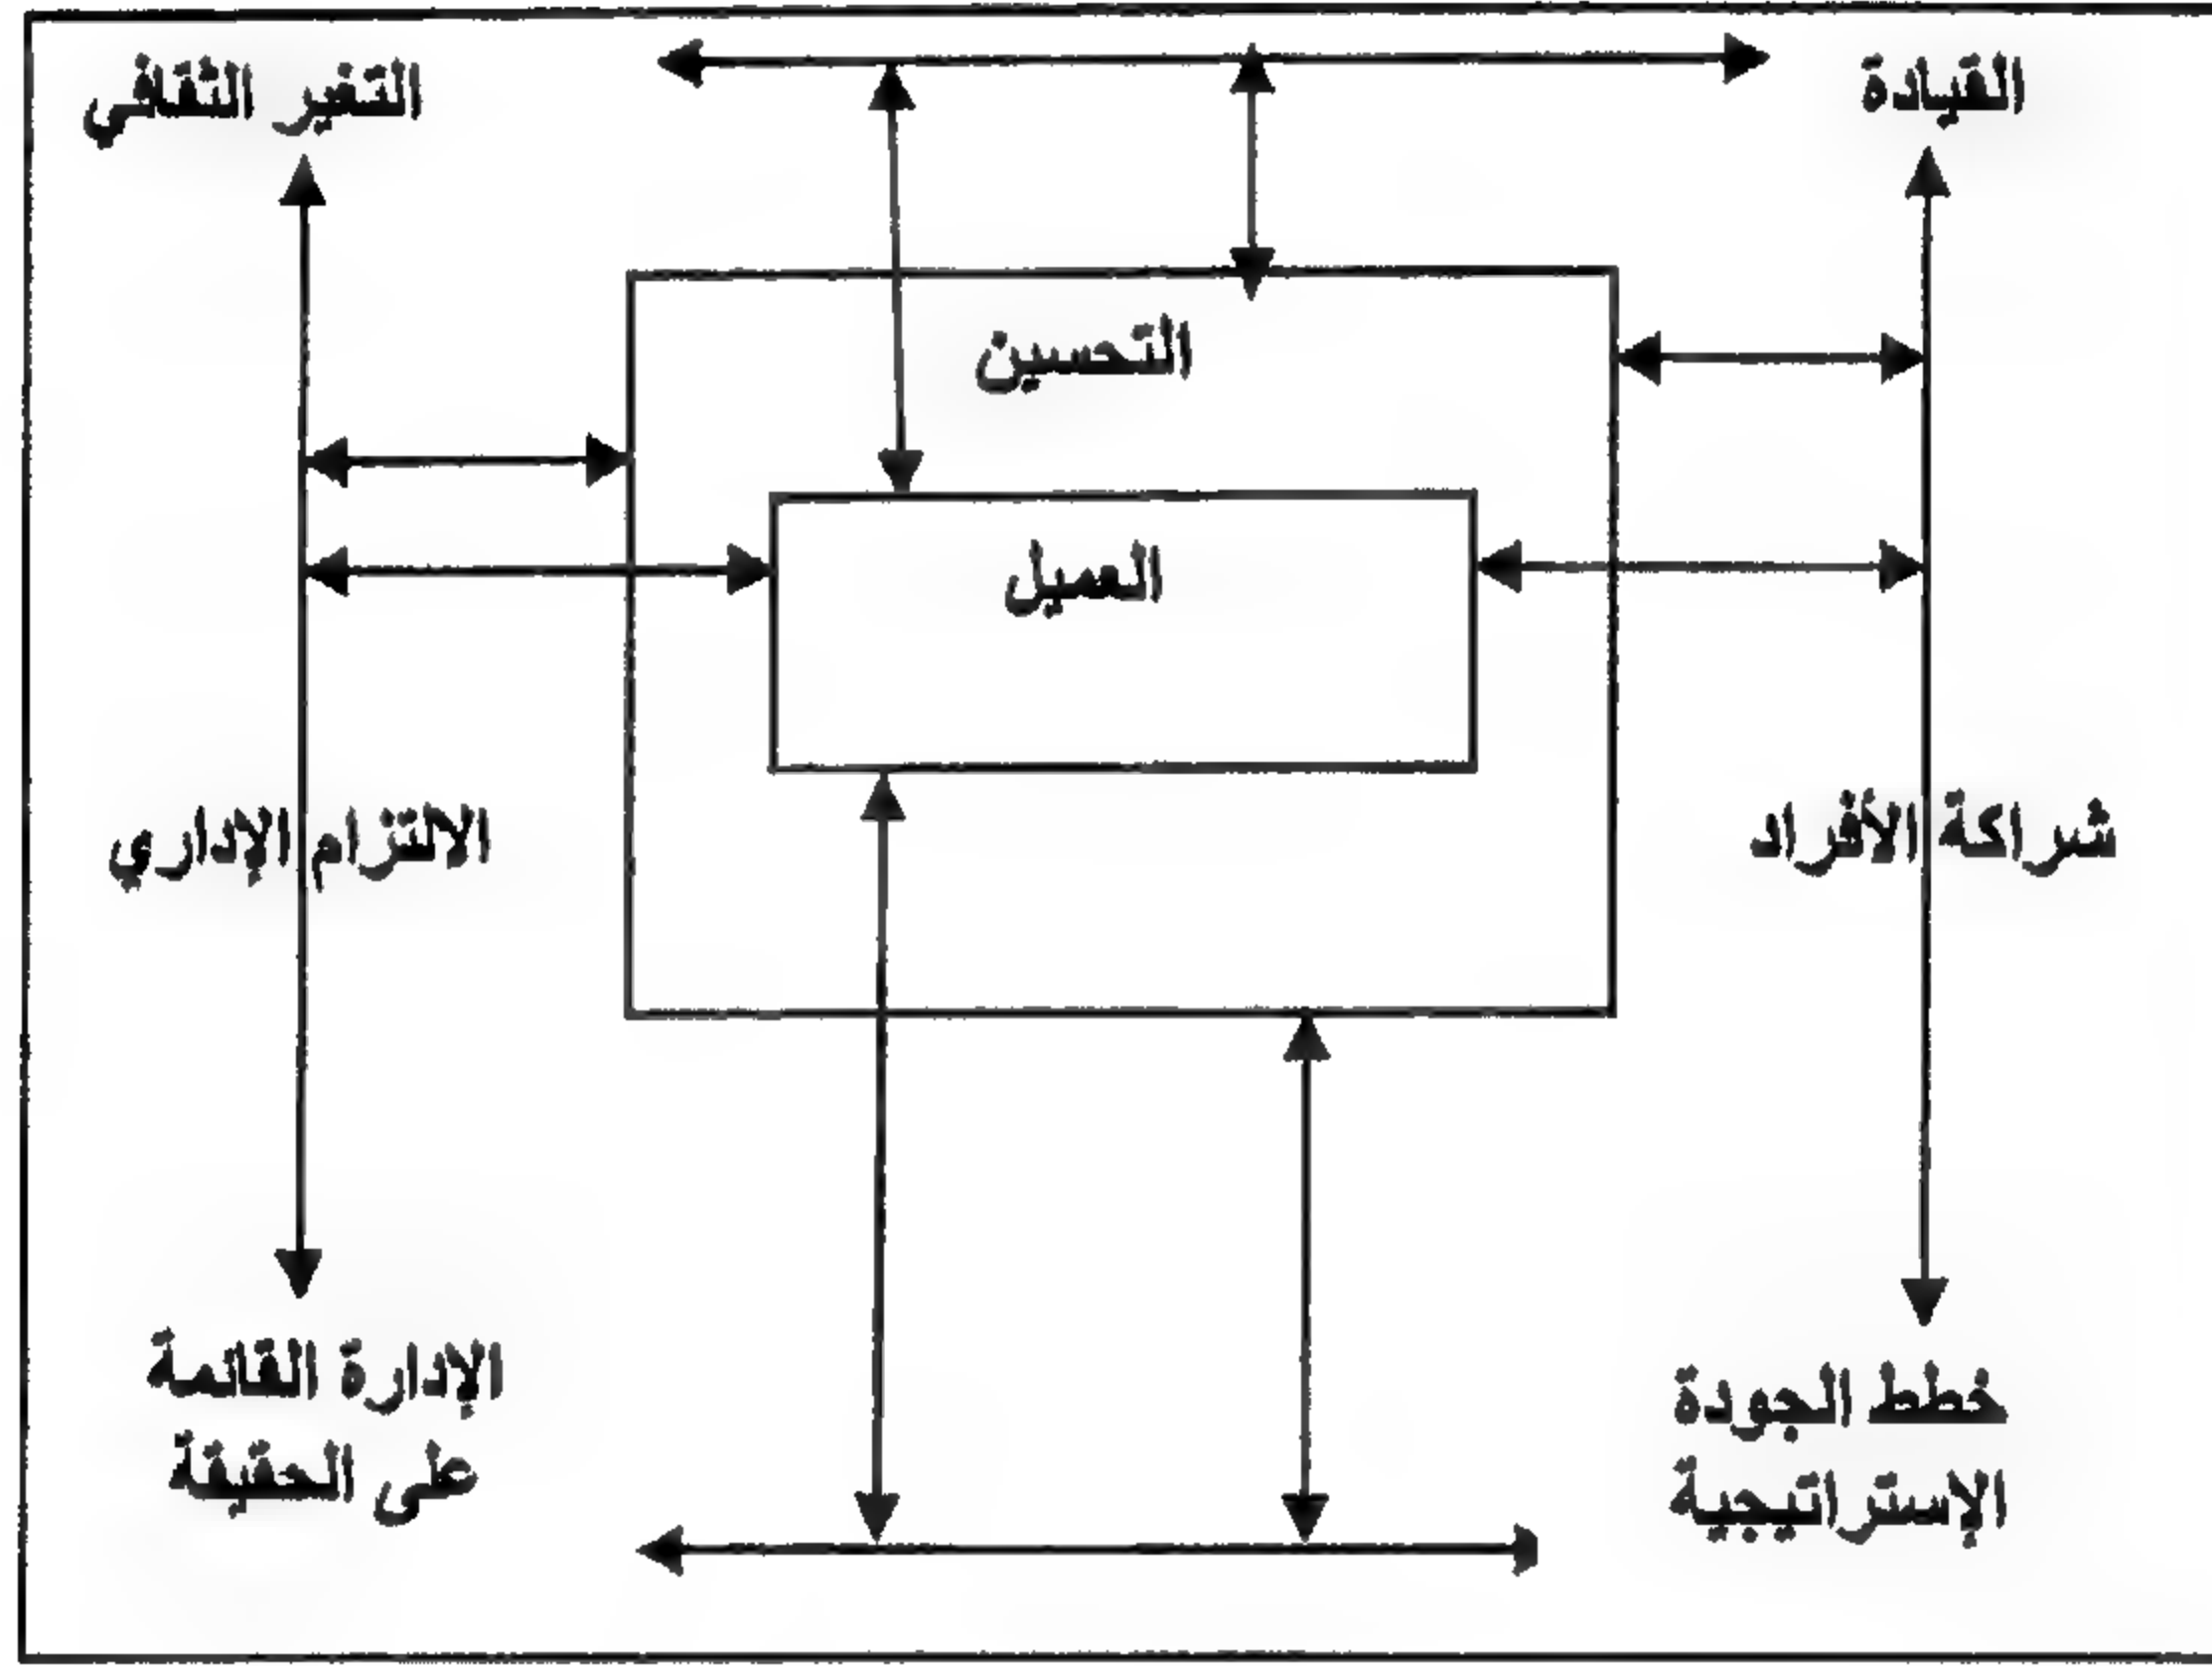 القيادة
التغير الثقافي
التحسين
العميل
شراكة الأفراد
الالتزام الإداري
خطط الجودة
الإستراتيجية
الإدارة القائمة
على الحقيقة